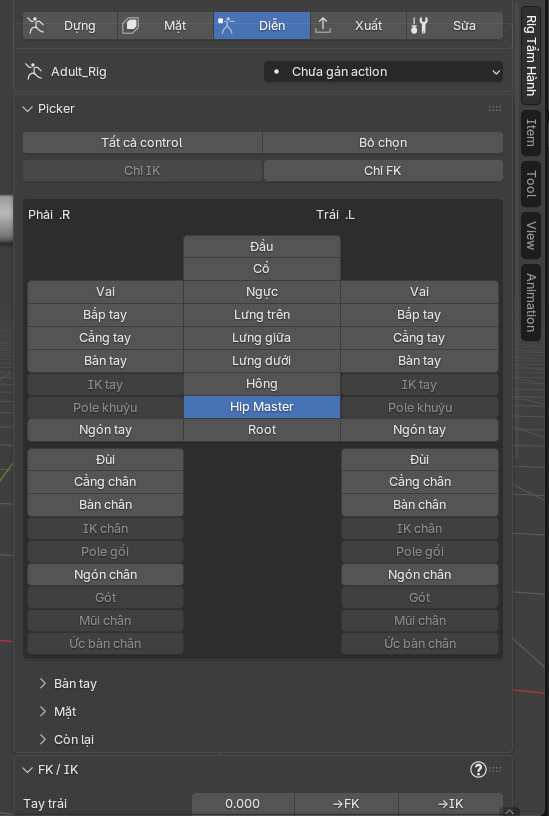 Dựng Mặt Diễn Xuất Sửa
Adult_Rig Chưa gán action
Picker
Tất cả control Bỏ chọn
Chỉ IK Chỉ FK
Phải .R Trái .L
Đầu
Cổ
Vai Ngực Vai
Bắp tay Lưng trên Bắp tay
Cẳng tay Lưng giữa Cẳng tay
Bàn tay Lưng dưới Bàn tay
IK tay Hông IK tay
Pole khuỷu Hip Master Pole khuỷu
Ngón tay Root Ngón tay
Đùi Đùi
Cẳng chân Cẳng chân
Bàn chân Bàn chân
IK chân IK chân
Pole gối Pole gối
Ngón chân Ngón chân
Gót Gót
Mũi chân Mũi chân
Ức bàn chân Ức bàn chân
Bàn tay
Mặt
Còn lại
FK / IK ?
Tay trái 0.000 →FK →IK
Rig Tầm Hành
Item
Tool
View
Animation